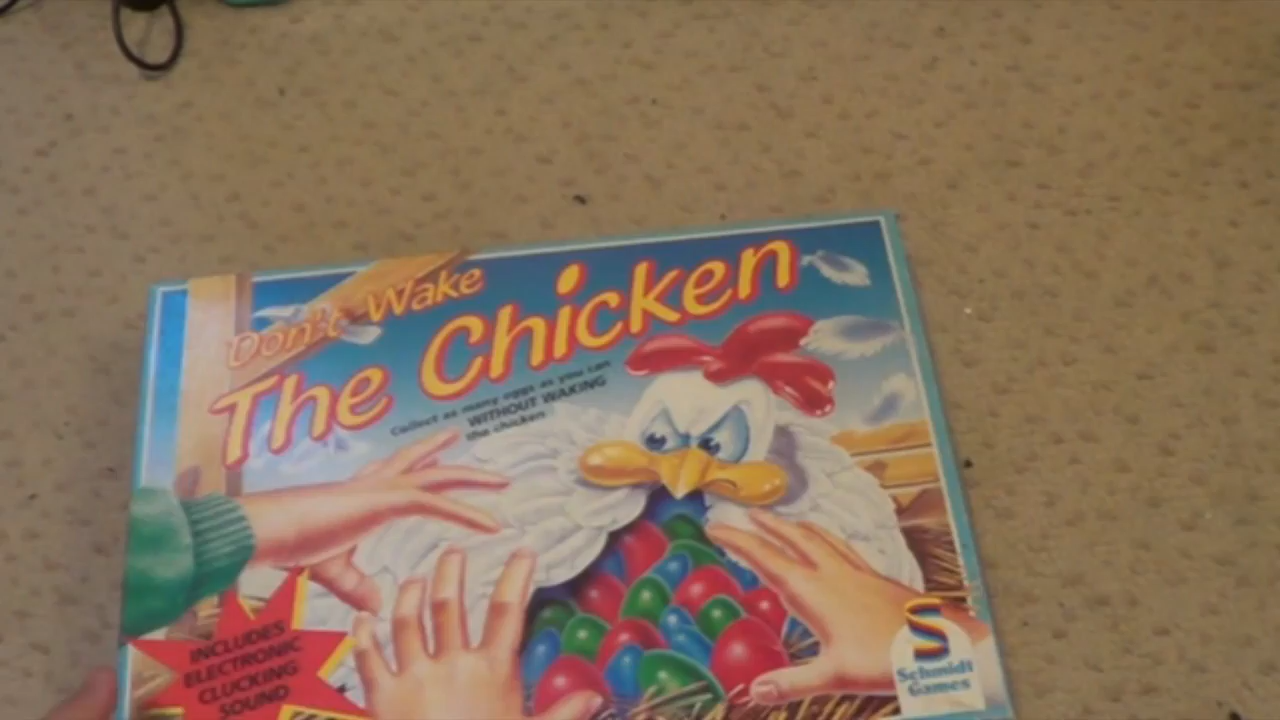 Don't Wake
The Chicken
Collect as many eggs as you can
WITHOUT WAKING
the chicken
INCLUDES
ELECTRONIC
CLUCKING
SOUND
S
Schmidt
Games